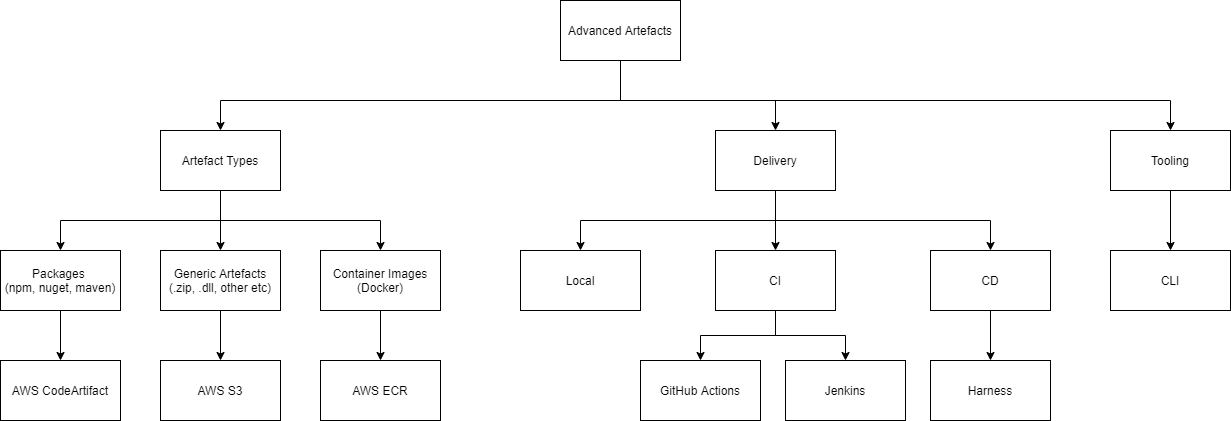 Advanced Artefacts
Artefact Types
Delivery
Tooling
Packages
(npm, nuget, maven)
Generic Artefacts
(.zip, .dll, other etc)
Container Images
(Docker)
Local
CI
CD
CLI
AWS CodeArtifact
AWS S3
AWS ECR
GitHub Actions
Jenkins
Harness